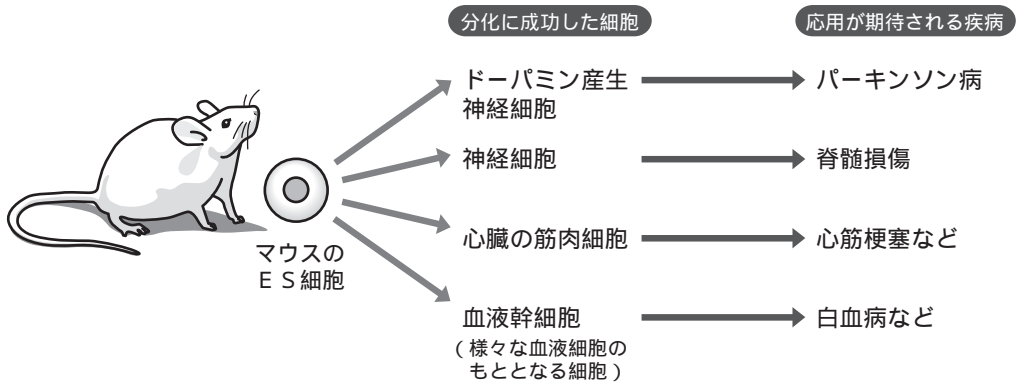 分化に成功した細胞
応用が期待される疾病
ドーパミン産生
神経細胞
パーキンソン病
神経細胞
脊髄損傷
心臓の筋肉細胞
心筋梗塞など
マウスの
ＥＳ細胞
血液幹細胞
白血病など
（様々な血液細胞の
もととなる細胞）